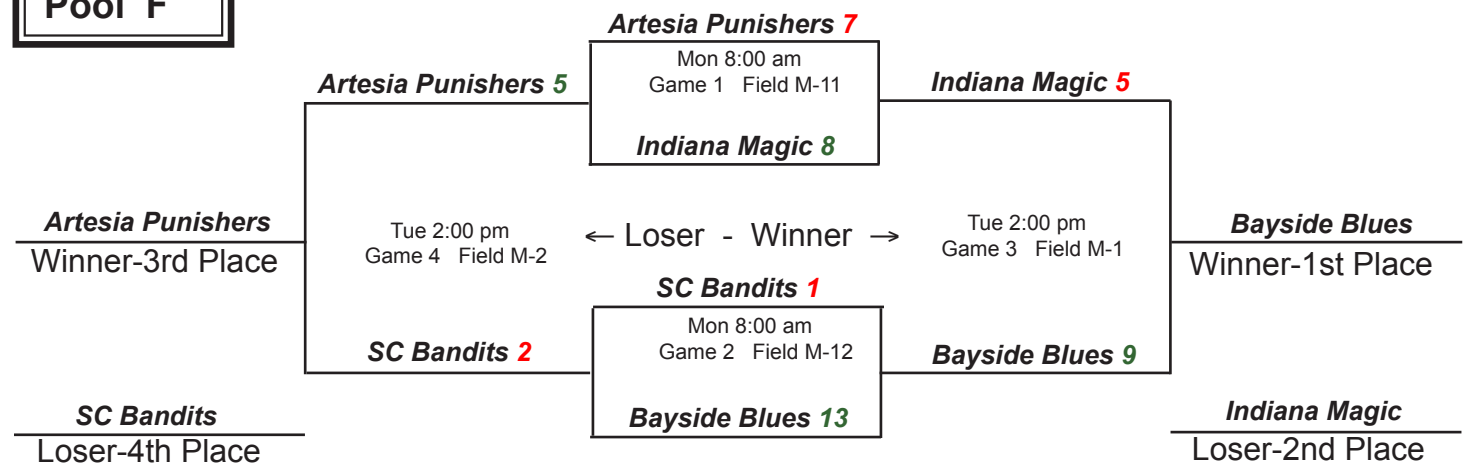 Pool F
Artesia Punishers 7
Mon 8:00 am
Game 1 Field M-11
Artesia Punishers 5
Indiana Magic 5
Indiana Magic 8
Artesia Punishers
Winner-3rd Place
Tue 2:00 pm
Game 4 Field M-2
← Loser - Winner →
Tue 2:00 pm
Game 3 Field M-1
Bayside Blues
Winner-1st Place
SC Bandits 1
Mon 8:00 am
Game 2 Field M-12
SC Bandits 2
Bayside Blues 9
Bayside Blues 13
SC Bandits
Loser-4th Place
Indiana Magic
Loser-2nd Place